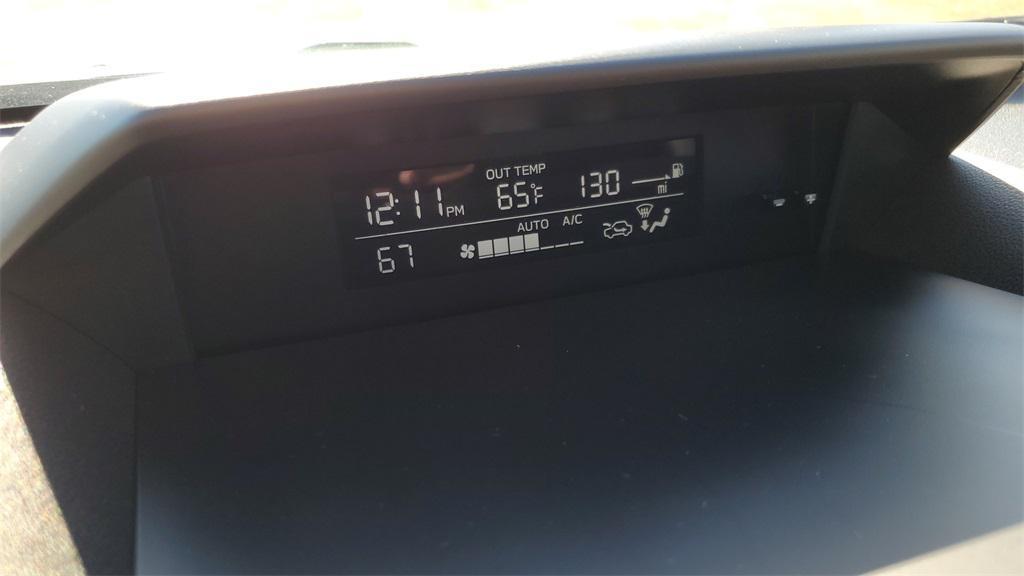 OUT TEMP
12:11 PM 65°F 130 mi
AUTO A/C
67